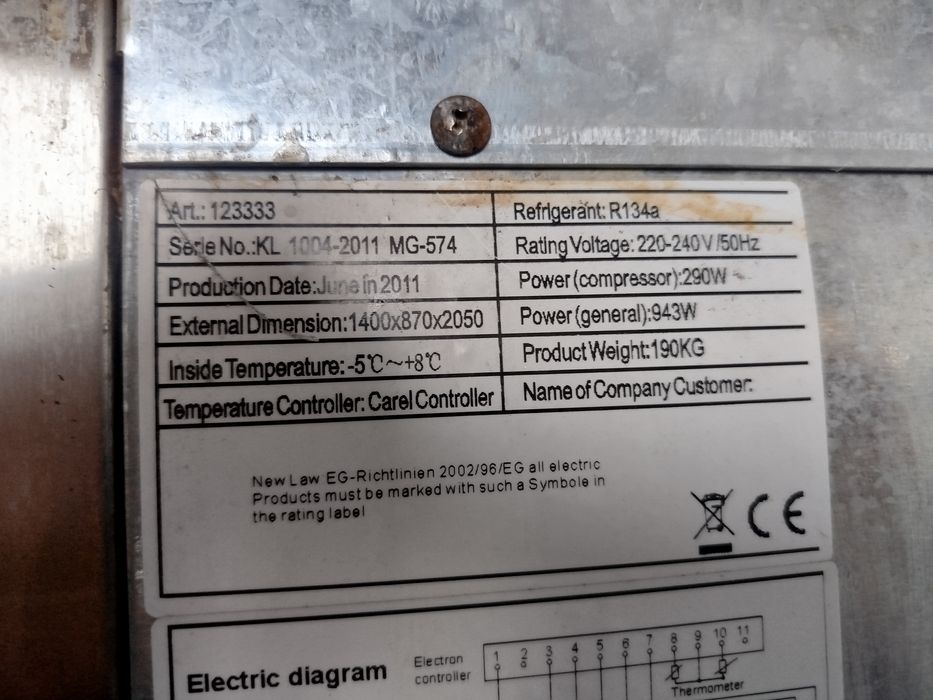 Art.: 123333
Serie No.:KL 1004-2011 MG-574
Production Date:June in 2011
External Dimension:1400x870x2050
Inside Temperature:-5℃~+8℃
Temperature Controller: Carel Controller
Refrigerant: R134a
Rating Voltage: 220-240V/50Hz
Power (compressor):290W
Power (general):943W
Product Weight:190KG
Name of Company Customer:
New Law EG-Richtlinien 2002/96/EG all electric
Products must be marked with such a Symbole in
the rating label
CE
Electric diagram
Electron
controller
1 2 3 4 5 6 7 8 9 10 11
Thermometer